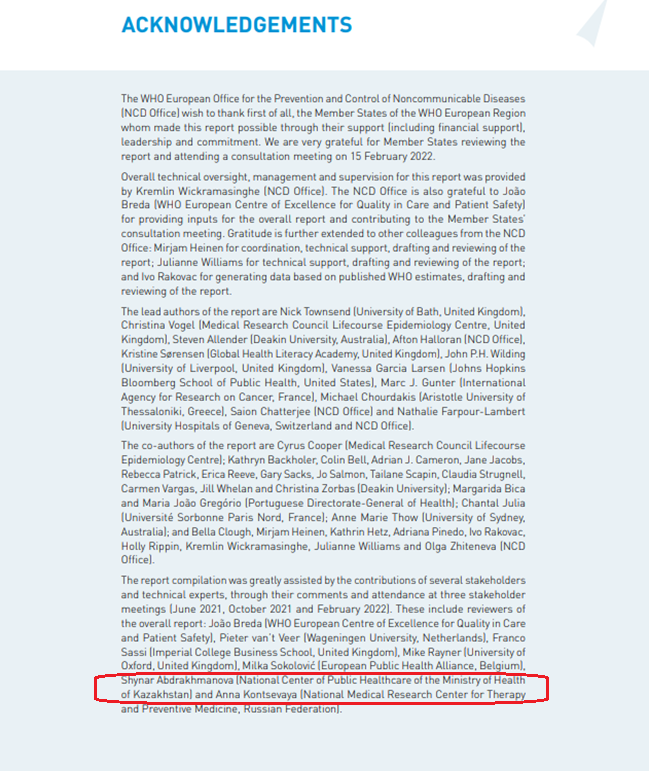 ACKNOWLEDGEMENTS
The WHO European Office for the Prevention and Control of Noncommunicable Diseases
(NCD Office) wish to thank first of all, the Member States of the WHO European Region
whom made this report possible through their support (including financial support),
leadership and commitment. We are very grateful for Member States reviewing the
report and attending a consultation meeting on 15 February 2022.
Overall technical oversight, management and supervision for this report was provided
by Kremlin Wickramasinghe (NCD Office). The NCD Office is also grateful to João
Breda (WHO European Centre of Excellence for Quality in Care and Patient Safety)
for providing inputs for the overall report and contributing to the Member States'
consultation meeting. Gratitude is further extended to other colleagues from the NCD
Office: Mirjam Heinen for coordination, technical support, drafting and reviewing of the
report; Julianne Williams for technical support, drafting and reviewing of the report;
and Ivo Rakovac for generating data based on published WHO estimates, drafting and
reviewing of the report.
The lead authors of the report are Nick Townsend (University of Bath, United Kingdom),
Christina Vogel (Medical Research Council Lifecourse Epidemiology Centre, United
Kingdom), Steven Allender (Deakin University, Australia), Afton Halloran (NCD Office),
Kristine Sørensen (Global Health Literacy Academy, United Kingdom), John P.H. Wilding
(University of Liverpool, United Kingdom), Vanessa Garcia Larsen (Johns Hopkins
Bloomberg School of Public Health, United States), Marc J. Gunter (International
Agency for Research on Cancer, France), Michael Chourdakis (Aristotle University of
Thessaloniki, Greece), Saion Chatterjee (NCD Office) and Nathalie Farpour-Lambert
(University Hospitals of Geneva, Switzerland and NCD Office).
The co-authors of the report are Cyrus Cooper (Medical Research Council Lifecourse
Epidemiology Centre); Kathryn Backholer, Colin Bell, Adrian J. Cameron, Jane Jacobs,
Rebecca Patrick, Erica Reeve, Gary Sacks, Jo Salmon, Tailane Scapin, Claudia Strugnell,
Carmen Vargas, Jill Whelan and Christina Zorbas (Deakin University); Margarida Bica
and Maria João Gregório (Portuguese Directorate-General of Health); Chantal Julia
(Université Sorbonne Paris Nord, France); Anne Marie Thow (University of Sydney,
Australia); and Bella Clough, Mirjam Heinen, Kathrin Hetz, Adriana Pinedo, Ivo Rakovac,
Holly Rippin, Kremlin Wickramasinghe, Julianne Williams and Olga Zhiteneva (NCD
Office).
The report compilation was greatly assisted by the contributions of several stakeholders
and technical experts, through their comments and attendance at three stakeholder
meetings (June 2021, October 2021 and February 2022). These include reviewers of
the overall report: João Breda (WHO European Centre of Excellence for Quality in Care
and Patient Safety), Pieter van't Veer (Wageningen University, Netherlands), Franco
Sassi (Imperial College Business School, United Kingdom), Mike Rayner (University of
Oxford, United Kingdom), Milka Sokolović (European Public Health Alliance, Belgium),
Shynar Abdrakhmanova (National Center of Public Healthcare of the Ministry of Health
of Kazakhstan) and Anna Kontsevaya (National Medical Research Center for Therapy
and Preventive Medicine, Russian Federation).